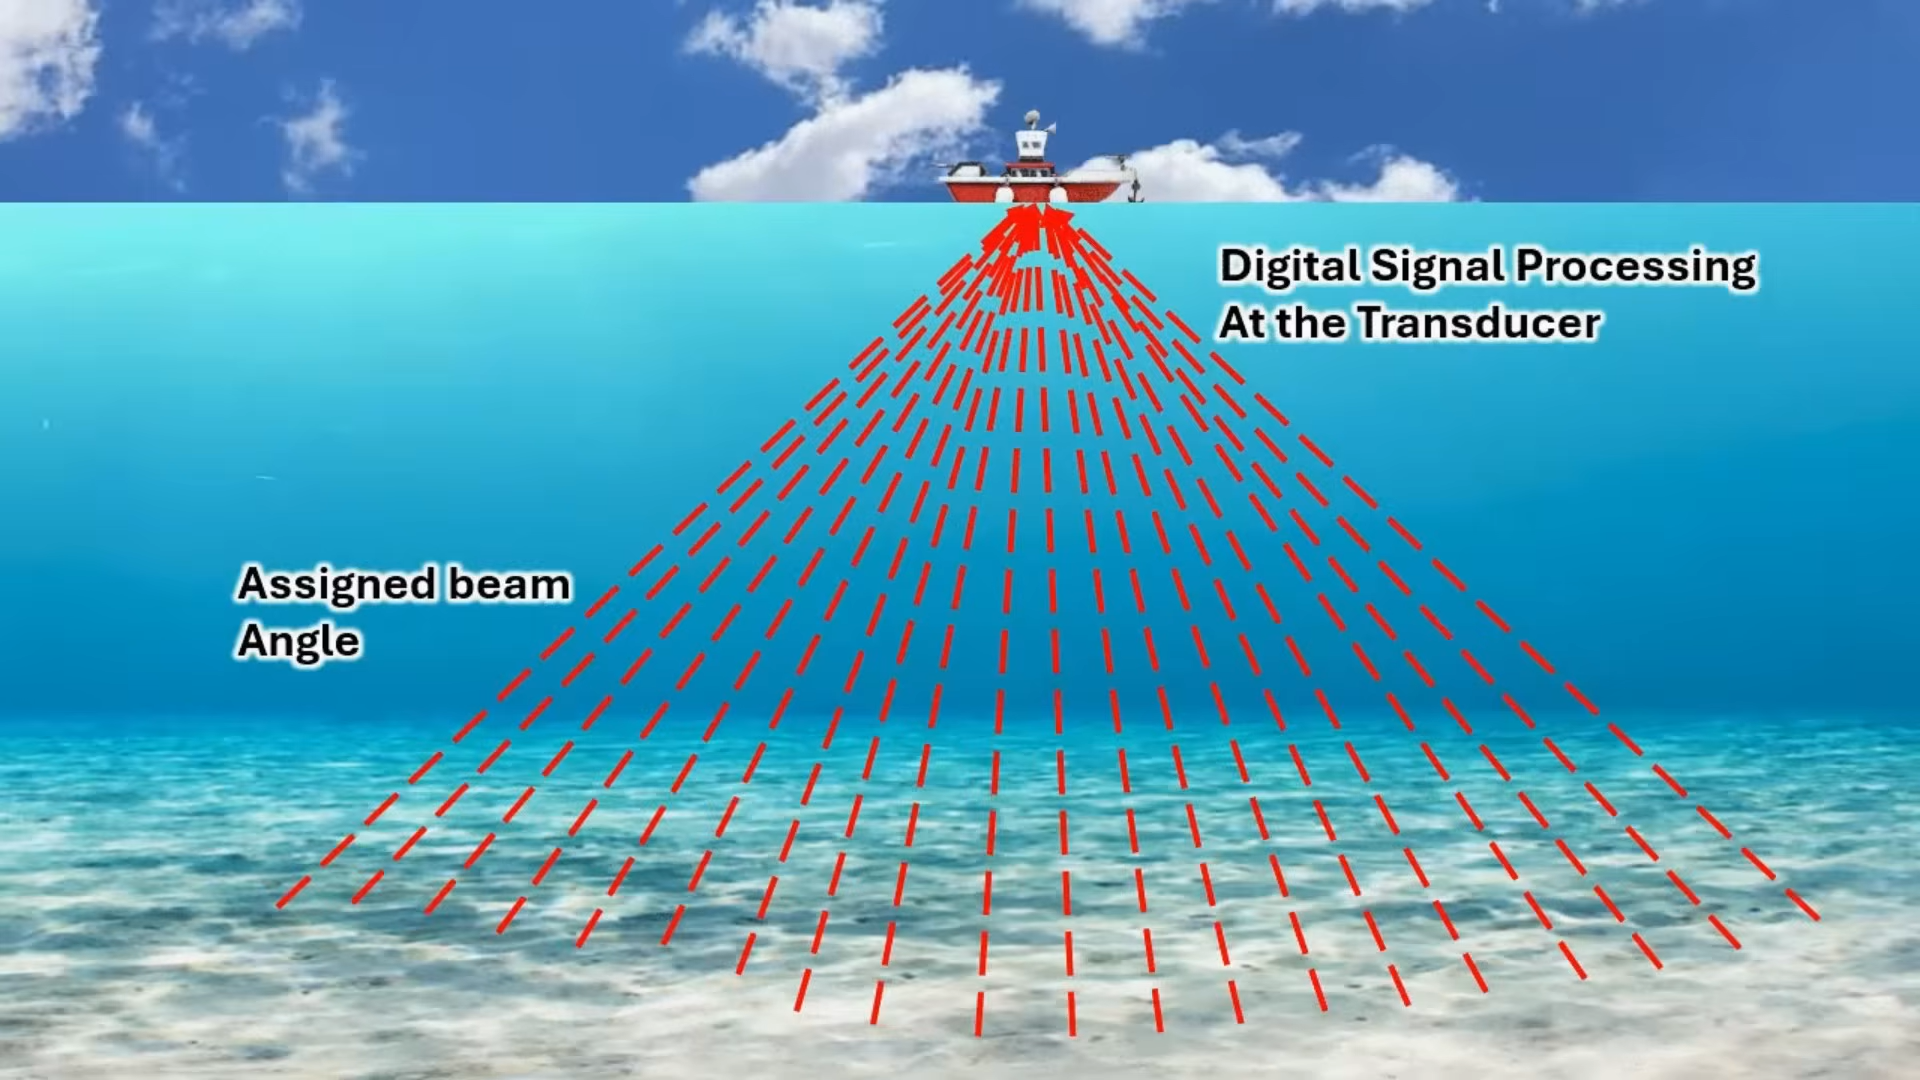 Digital Signal Processing
At the Transducer
Assigned beam
Angle